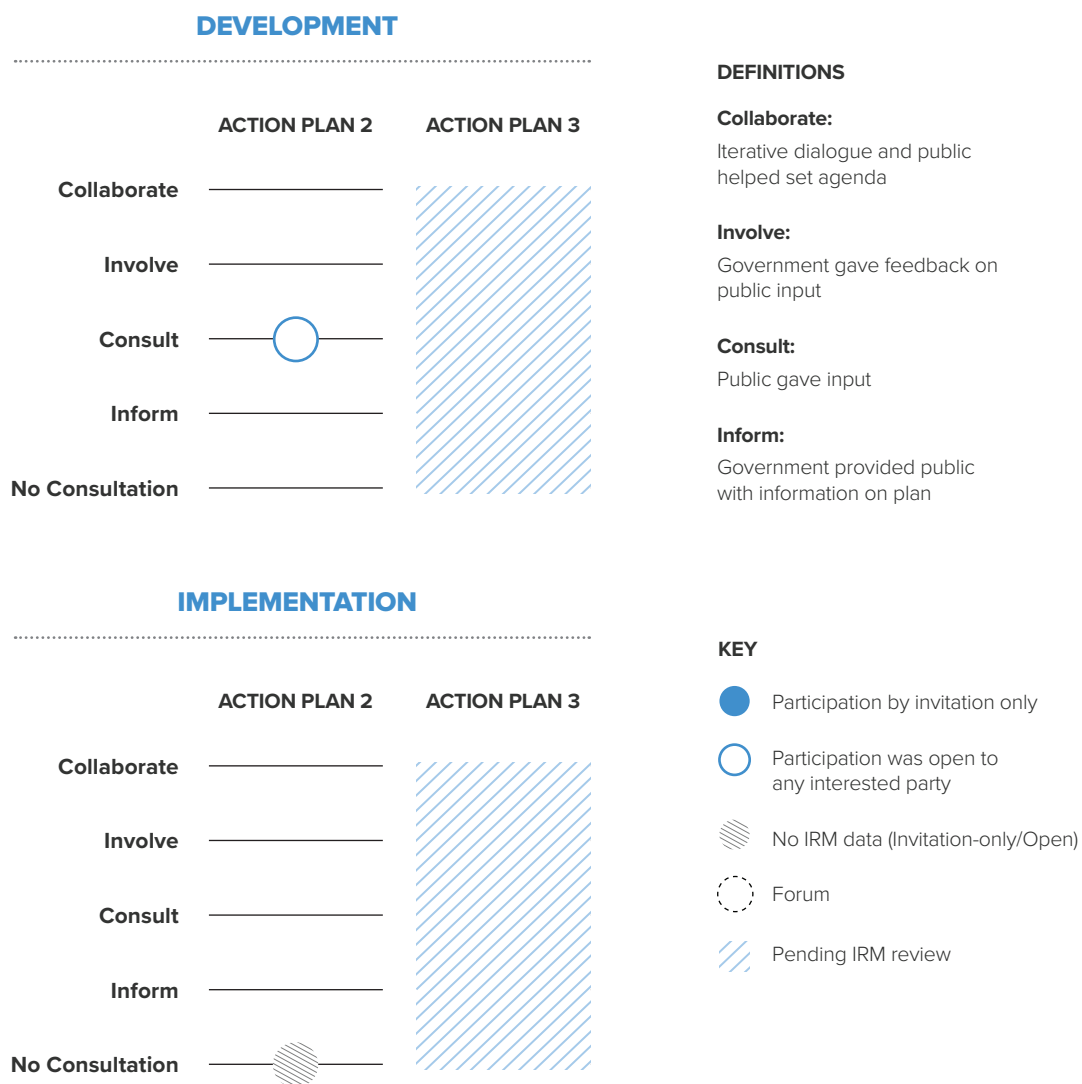 DEVELOPMENT
ACTION PLAN 2 ACTION PLAN 3
Collaborate
Involve
Consult
Inform
No Consultation
DEFINITIONS
Collaborate:
Iterative dialogue and public
helped set agenda
Involve:
Government gave feedback on
public input
Consult:
Public gave input
Inform:
Government provided public
with information on plan
IMPLEMENTATION
ACTION PLAN 2 ACTION PLAN 3
Collaborate
Involve
Consult
Inform
No Consultation
KEY
Participation by invitation only
Participation was open to
any interested party
No IRM data (Invitation-only/Open)
Forum
Pending IRM review